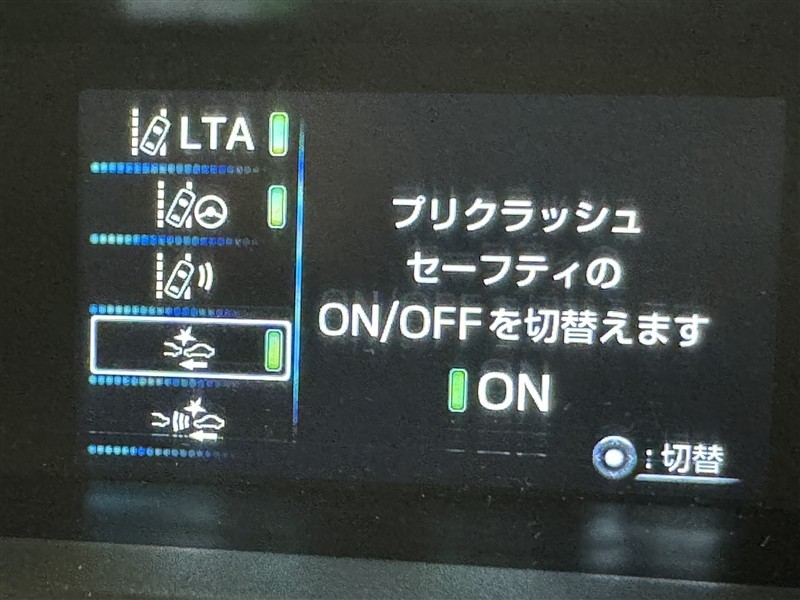 LTA
プリクラッシュ
セーフティの
ON/OFFを切替えます
ON
:切替